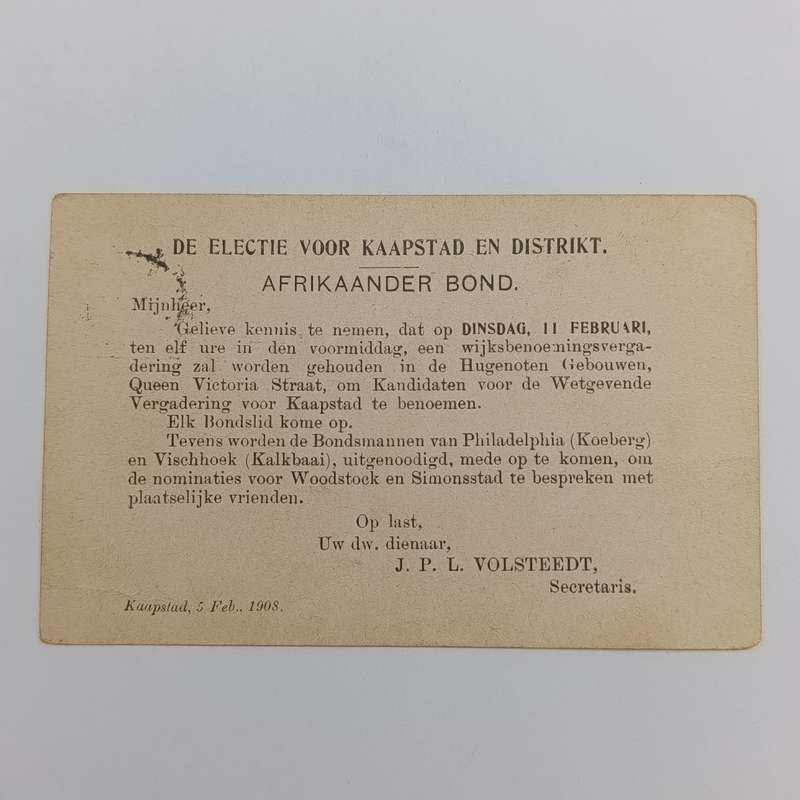 DE ELECTIE VOOR KAAPSTAD EN DISTRIKT.
AFRIKAANDER BOND.
Mijnheer,
Gelieve kennis te nemen, dat op DINSDAG, 11 FEBRUARI,
ten elf ure in den voormiddag, een wijksbenoemingsverga-
dering zal worden gehouden in de Hugenoten Gebouwen,
Queen Victoria Straat, om Kandidaten voor de Wetgevende
Vergadering voor Kaapstad te benoemen.
Elk Bondslid kome op.
Tevens worden de Bondsmannen van Philadelphia (Koeberg)
en Vischhoek (Kalkbaai), uitgenoodigd, mede op te komen, om
de nominaties voor Woodstock en Simonsstad te bespreken met
plaatselijke vrienden.
Op last,
Uw dw. dienaar,
J. P. L. VOLSTEEDT,
Secretaris.
Kaapstad, 5 Feb., 1908.